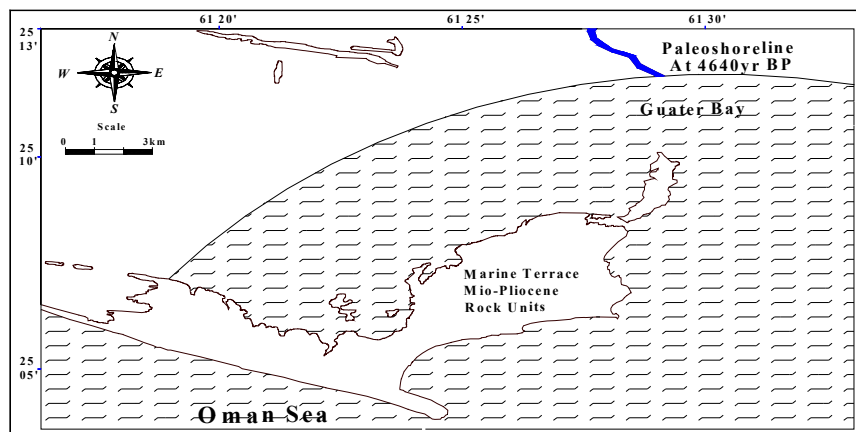 61 20'
61 25'
61 30'
25
13'
N
W
E
S
Scale
0 1 3km
Paleoshoreline
At 4640yr BP
Guater Bay
25
10'
Marine Terrace
Mio-Pliocene
Rock Units
25
05'
Oman Sea